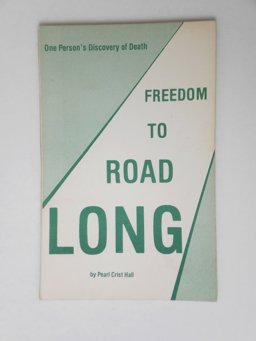 One Person's Discovery of Death
FREEDOM
TO
ROAD
LONG
by Pearl Crist Hall